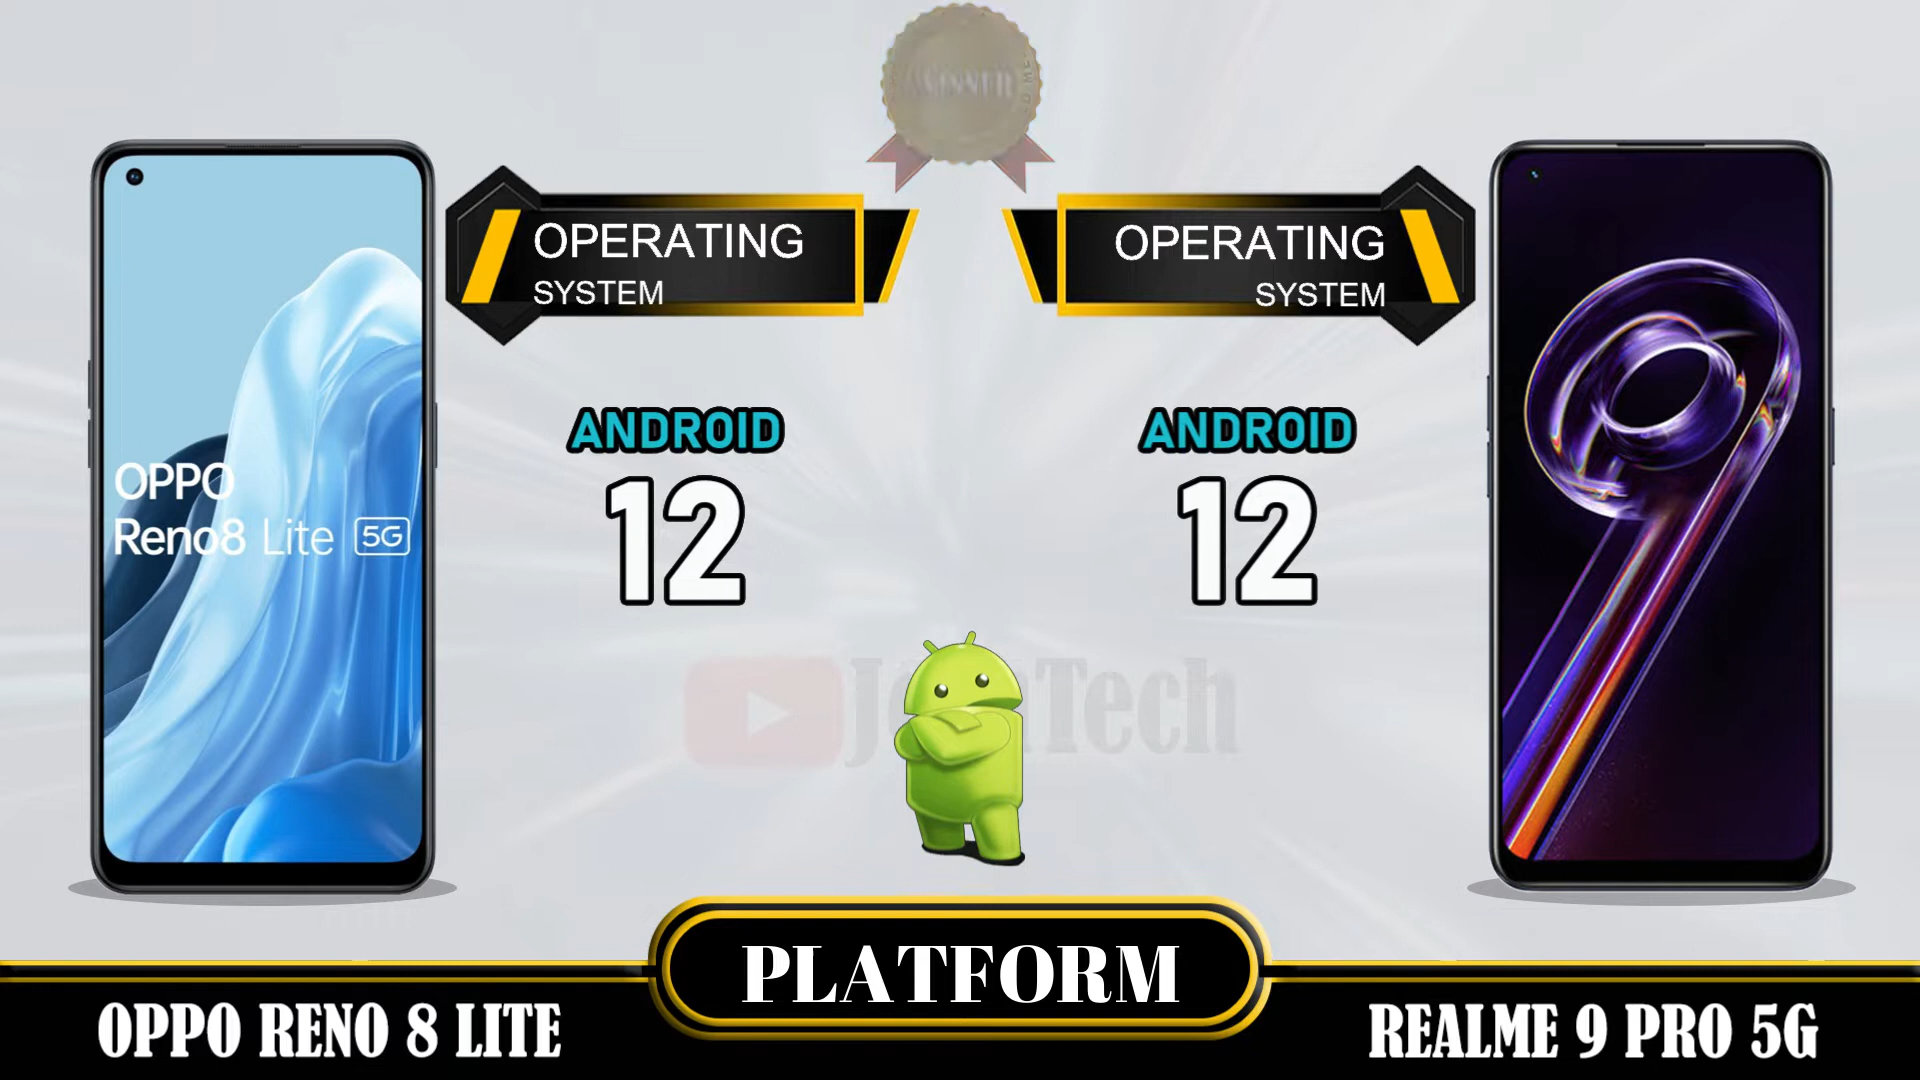 OPERATING
SYSTEM
OPERATING
SYSTEM
ANDROID
12
ANDROID
12
OPPO
Reno8 Lite 5G
Tech
PLATFORM
OPPO RENO 8 LITE
REALME 9 PRO 5G